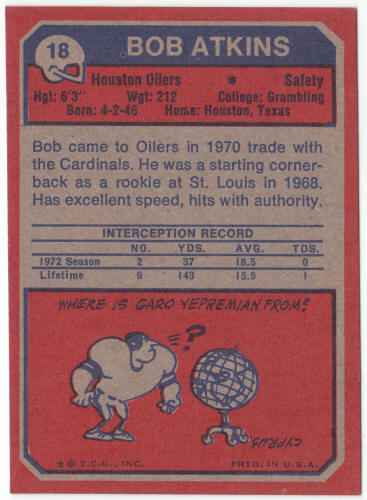 18 BOB ATKINS
Houston Oilers • Safety
Hgt: 6'3" Wgt: 212 College: Grambling
Born: 4-2-46 Home: Houston, Texas
Bob came to Oilers in 1970 trade with
the Cardinals. He was a starting corner-
back as a rookie at St. Louis in 1968.
Has excellent speed, hits with authority.
INTERCEPTION RECORD
NO. YDS. AVG. TDS.
1972 Season 2 37 18.5 0
Lifetime 9 143 15.9 1
WHERE IS GARO YEPREMIAN FROM?
?
CYPRUS
★ © T.C.G., INC. PRTD. IN U.S.A.